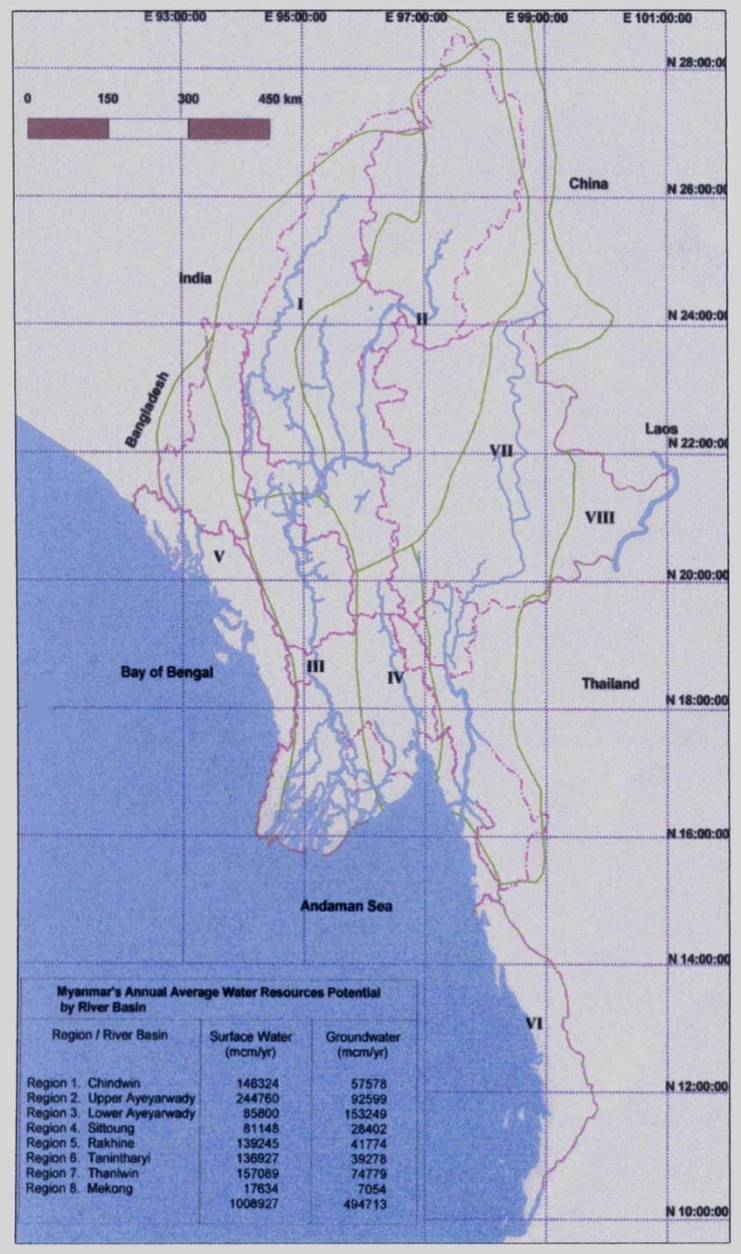 E 93:00:00 E 95:00:00 E 97:00:00 E 99:00:00 E 101:00:00
N 28:00:00
0 150 300 450 km
China
N 26:00:00
India
I
II
N 24:00:00
Bangladesh
Laos
N 22:00:00
VII
VIII
V
N 20:00:00
Bay of Bengal
III
IV
Thailand
N 18:00:00
N 16:00:00
Andaman Sea
N 14:00:00
VI
N 12:00:00
N 10:00:00
Myanmar's Annual Average Water Resources Potential
by River Basin
Region / River Basin Surface Water (mcm/yr) Groundwater (mcm/yr)
Region 1. Chindwin 146324 57578
Region 2. Upper Ayeyarwady 244760 92599
Region 3. Lower Ayeyarwady 85800 153249
Region 4. Sittoung 81148 28402
Region 5. Rakhine 139245 41774
Region 6. Tanintharyi 136927 39278
Region 7. Thanlwin 157089 74779
Region 8. Mekong 17634 7054
1008927 494713